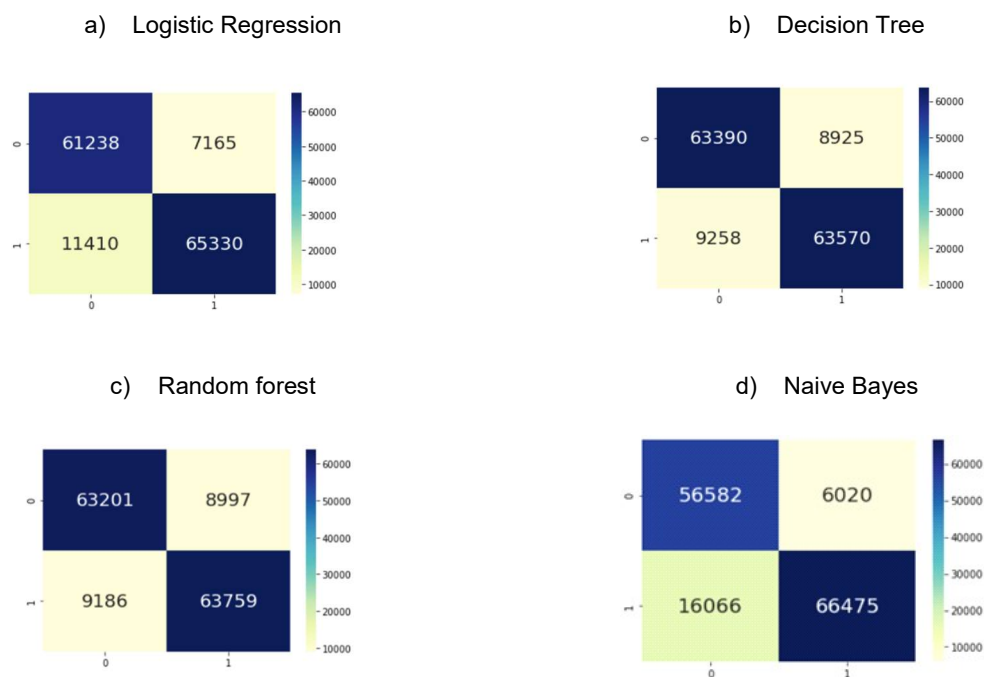 a) Logistic Regression
0 61238 7165
1 11410 65330
0 1
60000
50000
40000
30000
20000
10000
b) Decision Tree
0 63390 8925
1 9258 63570
0 1
60000
50000
40000
30000
20000
10000
c) Random forest
0 63201 8997
1 9186 63759
0 1
60000
50000
40000
30000
20000
10000
d) Naive Bayes
0 56582 6020
1 16066 66475
0 1
60000
50000
40000
30000
20000
10000